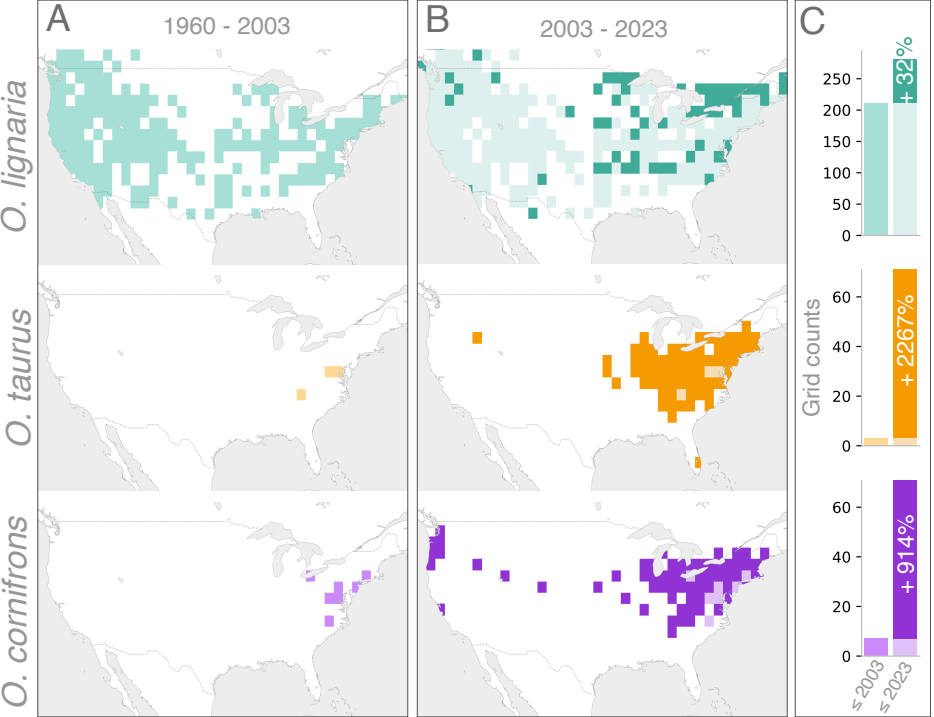 A
B
C
1960 - 2003
2003 - 2023
O. lignaria
O. taurus
O. cornifrons
Grid counts
250
200
150
100
50
0
+ 32%
60
40
20
0
+ 2267%
60
40
20
0
+ 914%
≤ 2003
≤ 2023